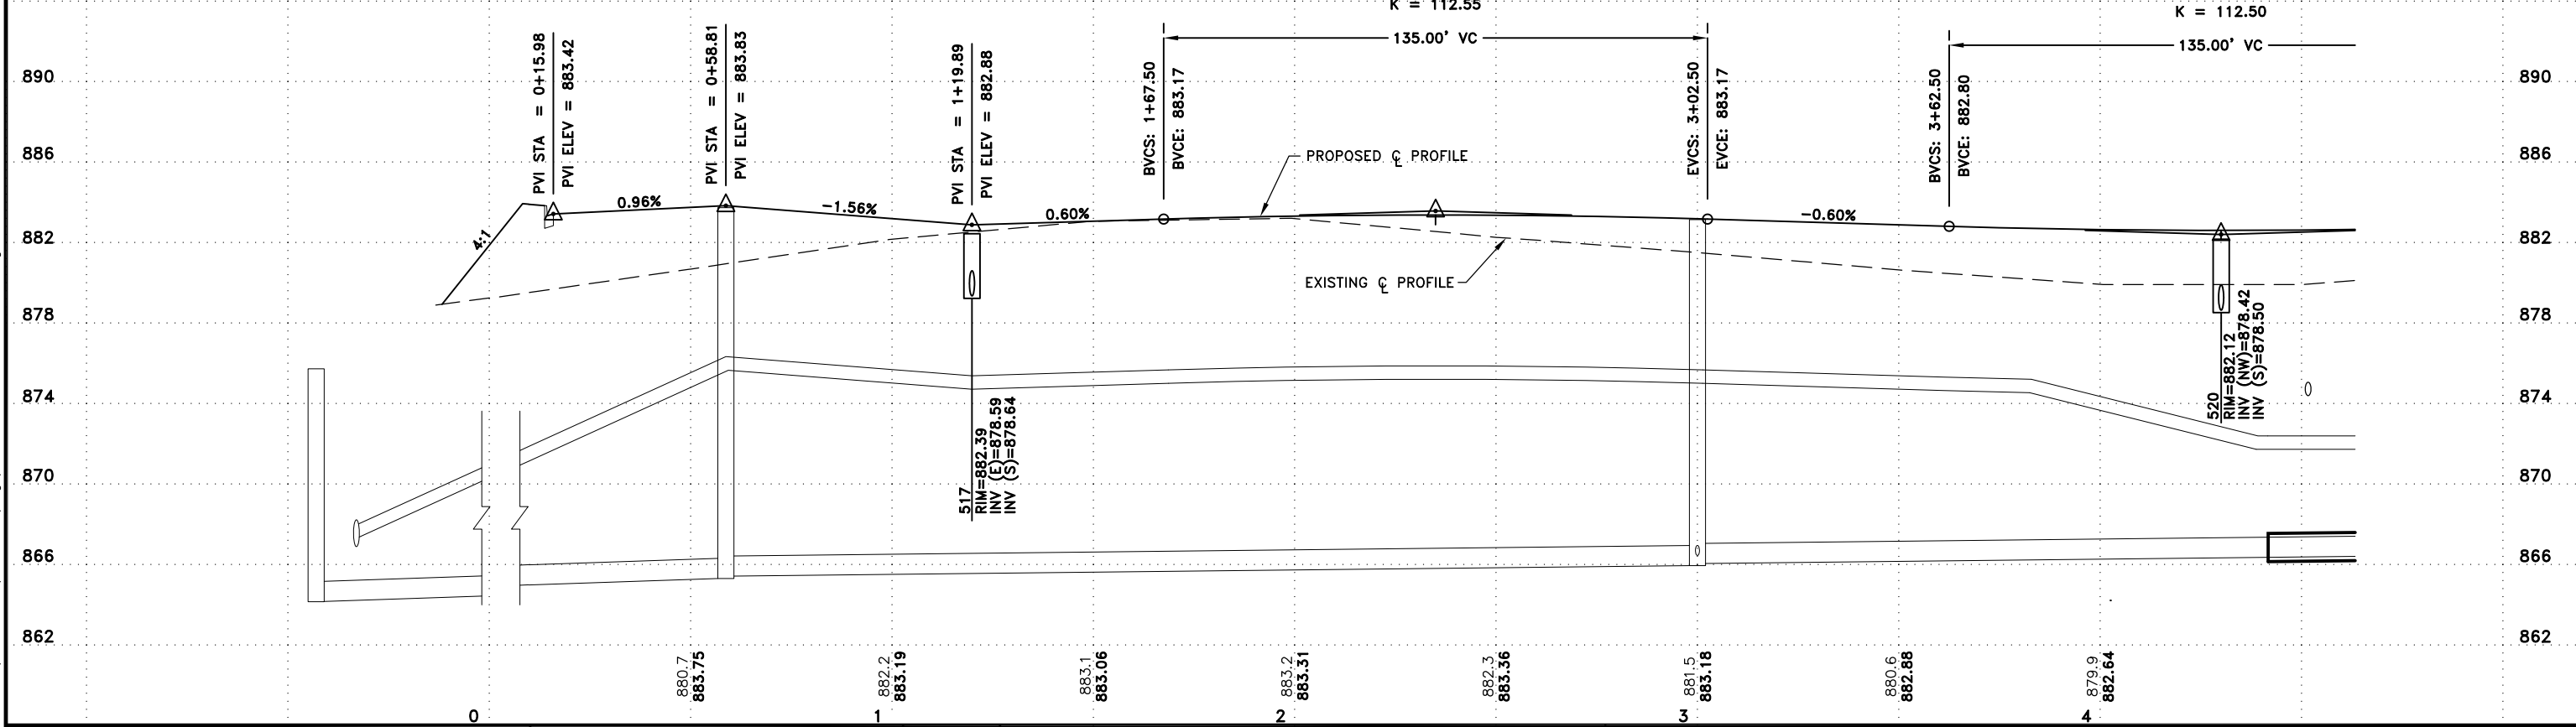 K = 112.55
K = 112.50
135.00' VC
135.00' VC
PVI STA = 0+15.98
PVI ELEV = 883.42
PVI STA = 0+58.81
PVI ELEV = 883.83
PVI STA = 1+19.89
PVI ELEV = 882.88
BVCS: 1+67.50
BVCE: 883.17
EVCS: 3+02.50
EVCE: 883.17
BVCS: 3+62.50
BVCE: 882.80
890
890
886
886
882
882
878
878
874
874
870
870
866
866
862
862
4:1
0.96%
-1.56%
0.60%
-0.60%
PROPOSED ℄ PROFILE
EXISTING ℄ PROFILE
517
RIM=882.39
INV (E)=878.59
INV (S)=878.64
520
RIM=882.12
INV (NW)=878.42
INV (S)=878.50
880.7
883.75
882.2
883.19
883.1
883.06
883.2
883.31
882.3
883.36
881.5
883.18
880.6
882.88
879.9
882.64
0
1
2
3
4